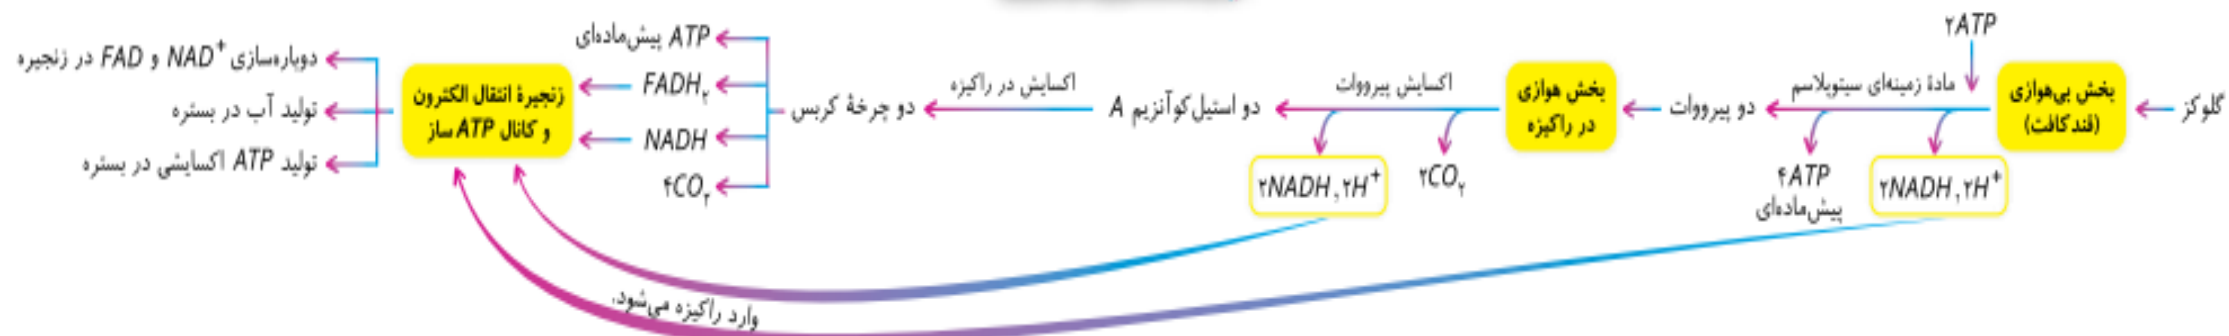 گلوکز
بخش بی‌هوازی
(قندکافت)
۲ATP
مادهٔ زمینه‌ای سیتوپلاسم
۲NADH,۲H⁺
۴ATP
پیش‌ماده‌ای
دو پیرووات
بخش هوازی
در راکیزه
اکسایش پیرووات
۲CO₂
۲NADH,۲H⁺
دو استیل‌کوآنزیم A
اکسایش در راکیزه
دو چرخهٔ کربس
ATP پیش‌ماده‌ای
FADH₂
NADH
۴CO₂
زنجیرهٔ انتقال الکترون
و کانال ATP ساز
دوباره‌سازی NAD⁺ و FAD در زنجیره
تولید آب در بستره
تولید ATP اکسایشی در بستره
وارد راکیزه می‌شود.